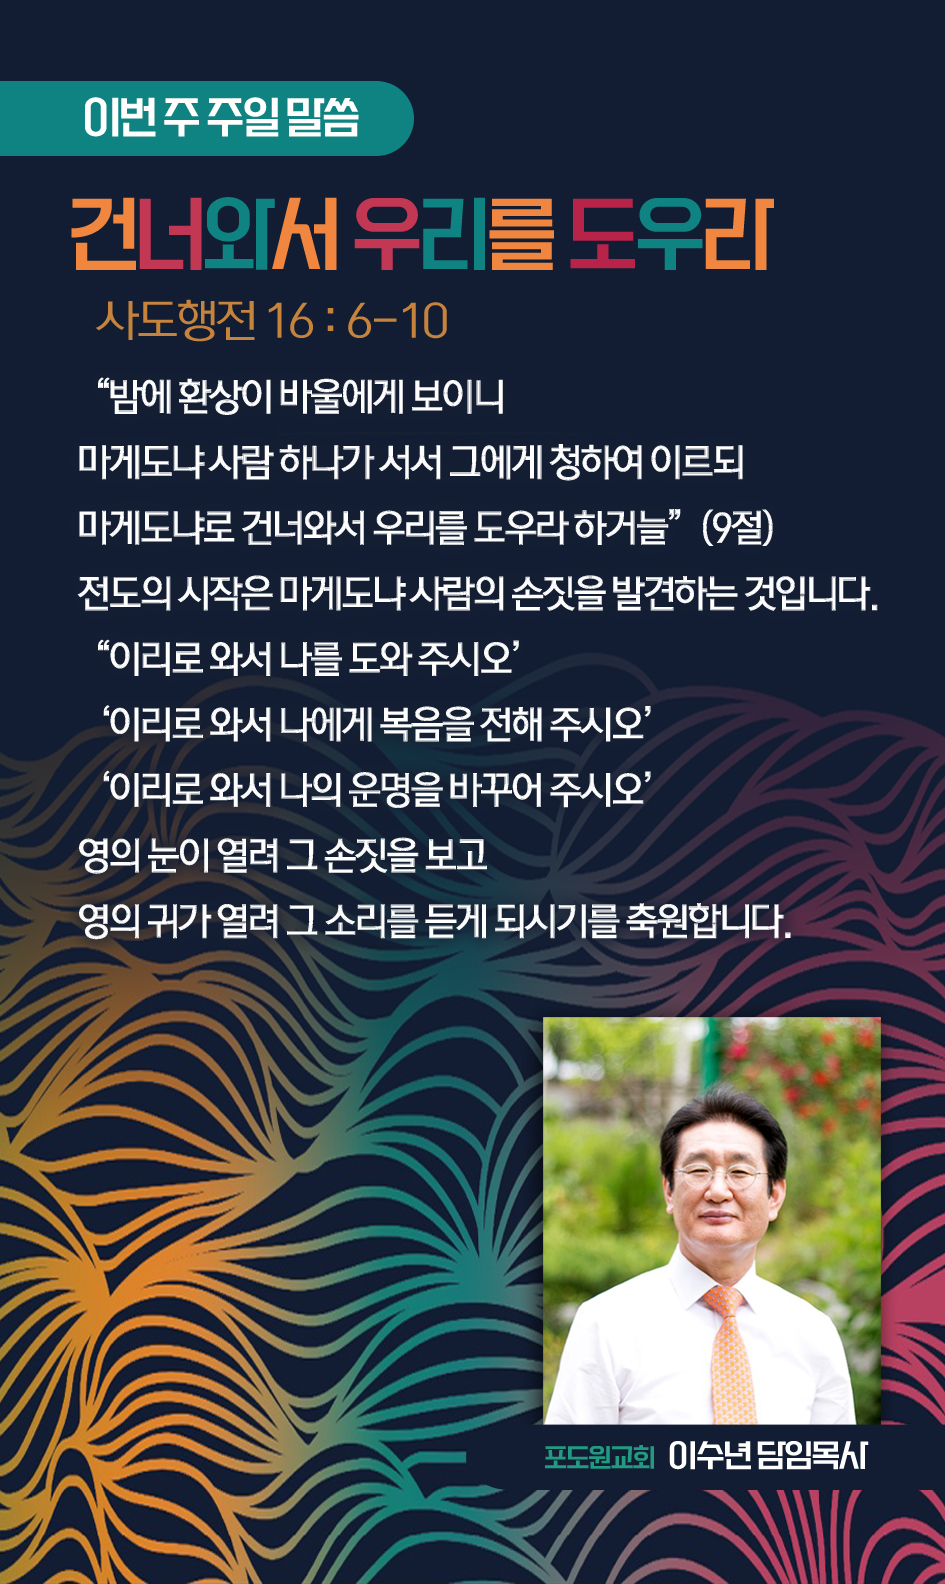 이번 주 주일 말씀
건너와서 우리를 도우라
사도행전 16 : 6-10
“밤에 환상이 바울에게 보이니
마게도냐 사람 하나가 서서 그에게 청하여 이르되
마게도냐로 건너와서 우리를 도우라 하거늘” (9절)
전도의 시작은 마게도냐 사람의 손짓을 발견하는 것입니다.
“이리로 와서 나를 도와 주시오’
‘이리로 와서 나에게 복음을 전해 주시오’
‘이리로 와서 나의 운명을 바꾸어 주시오’
영의 눈이 열려 그 손짓을 보고
영의 귀가 열려 그 소리를 듣게 되시기를 축원합니다.
포도원교회 이수년 담임목사